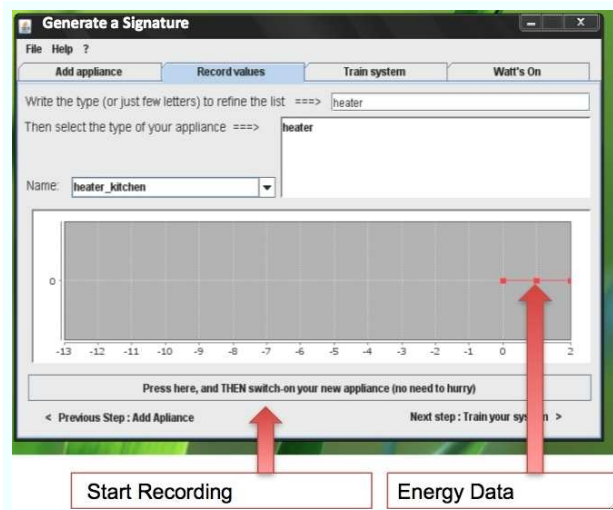 Generate a Signature
File Help ?
Add appliance Record values Train system Watt's On
Write the type (or just few letters) to refine the list ===> heater
Then select the type of your appliance ===> heater
Name: heater_kitchen
0
-13 -12 -11 -10 -9 -8 -7 -6 -5 -4 -3 -2 -1 0 1 2
Press here, and THEN switch-on your new appliance (no need to hurry)
< Previous Step : Add Apliance Next step : Train your system >
Start Recording Energy Data